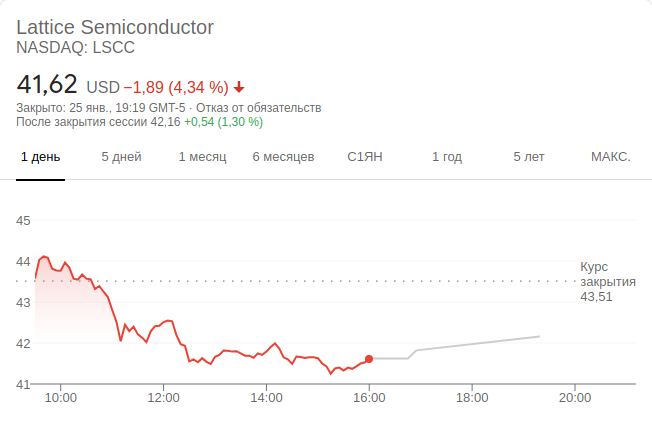 Lattice Semiconductor
NASDAQ: LSCC
41,62 USD −1,89 (4,34 %)
Закрыто: 25 янв., 19:19 GMT-5 · Отказ от обязательств
После закрытия сессии 42,16 +0,54 (1,30 %)
1 день 5 дней 1 месяц 6 месяцев С1ЯН 1 год 5 лет МАКС.
45
44
Курс
закрытия
43,51
43
42
41
10:00 12:00 14:00 16:00 18:00 20:00